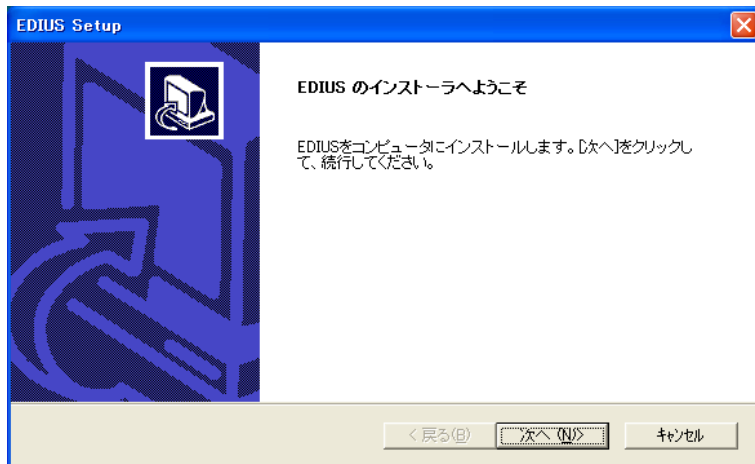 EDIUS Setup
EDIUS のインストーラへようこそ
EDIUSをコンピュータにインストールします。[次へ]をクリックし
て、続行してください。
< 戻る(B)
次へ (N)>
キャンセル